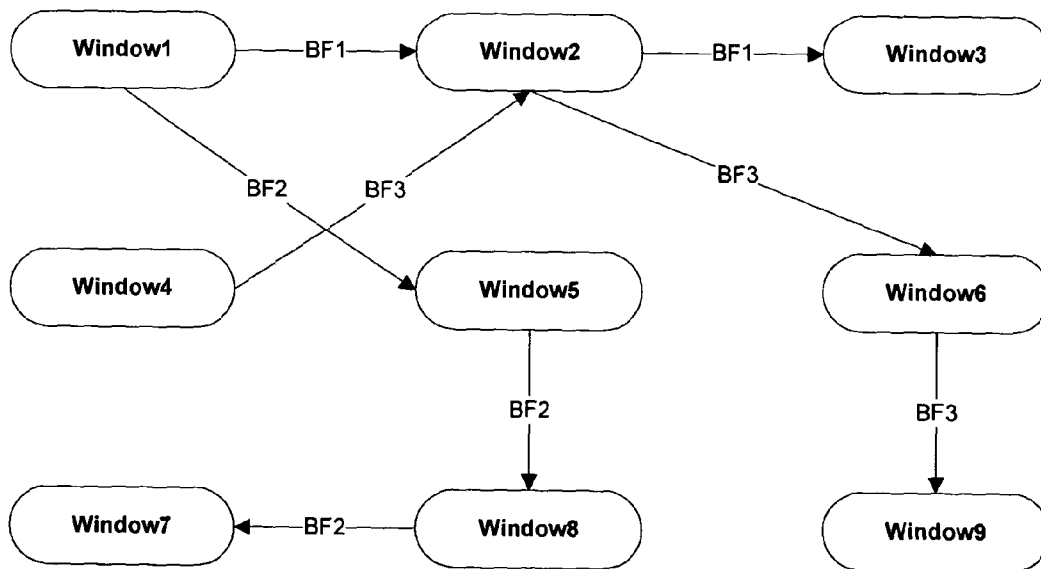 Window1
BF1
Window2
BF1
Window3
BF2
BF3
BF3
Window4
Window5
Window6
BF2
BF3
Window7
BF2
Window8
Window9